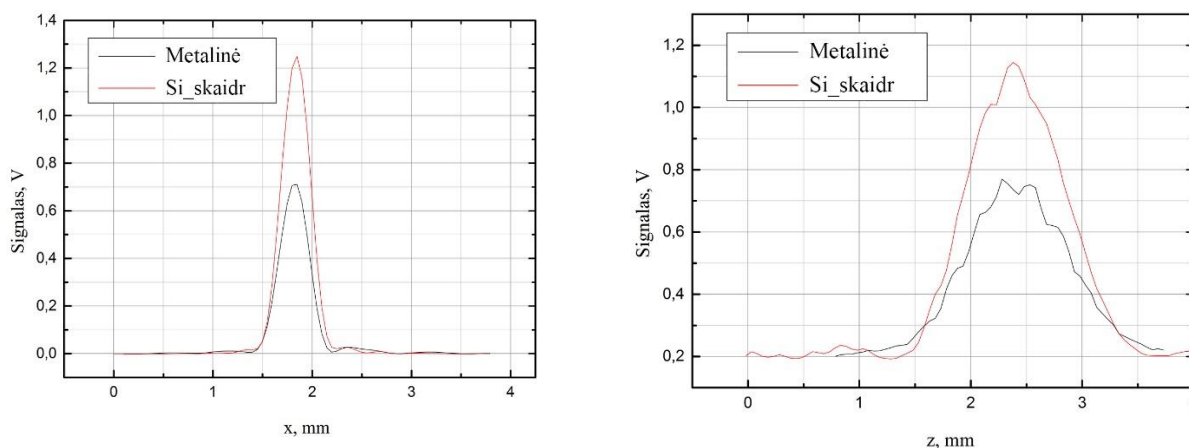 1,4
1,2
1,0
0,8
0,6
0,4
0,2
0,0
Signalas, V
Metalinė
Si_skaidr
0 1 2 3 4
x, mm
1,2
1,0
0,8
0,6
0,4
0,2
Signalas, V
Metalinė
Si_skaidr
0 1 2 3
z, mm